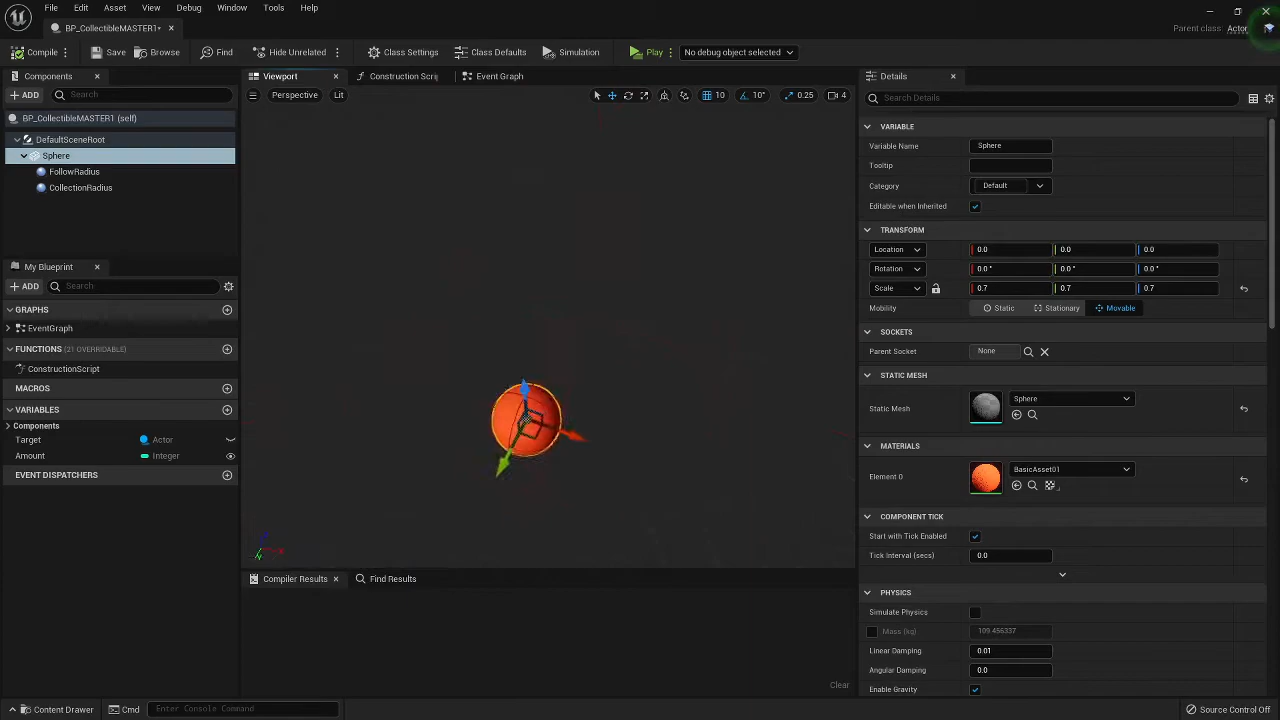 File Edit Asset View Debug Window Tools Help
BP_CollectibleMASTER1*
Parent class: Actor
Compile Save Browse Find Hide Unrelated Class Settings Class Defaults Simulation Play No debug object selected
Components
Viewport Construction Scrip Event Graph
Details
ADD Search
Perspective Lit 10 10° 0.25 4
Search Details
BP_CollectibleMASTER1 (self)
DefaultSceneRoot
Sphere
FollowRadius
CollectionRadius
VARIABLE
Variable Name Sphere
Tooltip
Category Default
Editable when Inherited
TRANSFORM
Location 0.0 0.0 0.0
Rotation 0.0 ° 0.0 ° 0.0 °
Scale 0.7 0.7 0.7
Mobility Static Stationary Movable
SOCKETS
Parent Socket None
STATIC MESH
Static Mesh Sphere
MATERIALS
Element 0 BasicAsset01
COMPONENT TICK
Start with Tick Enabled
Tick Interval (secs) 0.0
PHYSICS
Simulate Physics
Mass (kg) 109.456337
Linear Damping 0.01
Angular Damping 0.0
Enable Gravity
My Blueprint
ADD Search
GRAPHS
EventGraph
FUNCTIONS (21 OVERRIDABLE)
ConstructionScript
MACROS
VARIABLES
Components
Target Actor
Amount Integer
EVENT DISPATCHERS
Compiler Results Find Results
Clear
Content Drawer Cmd Enter Console Command Source Control Off